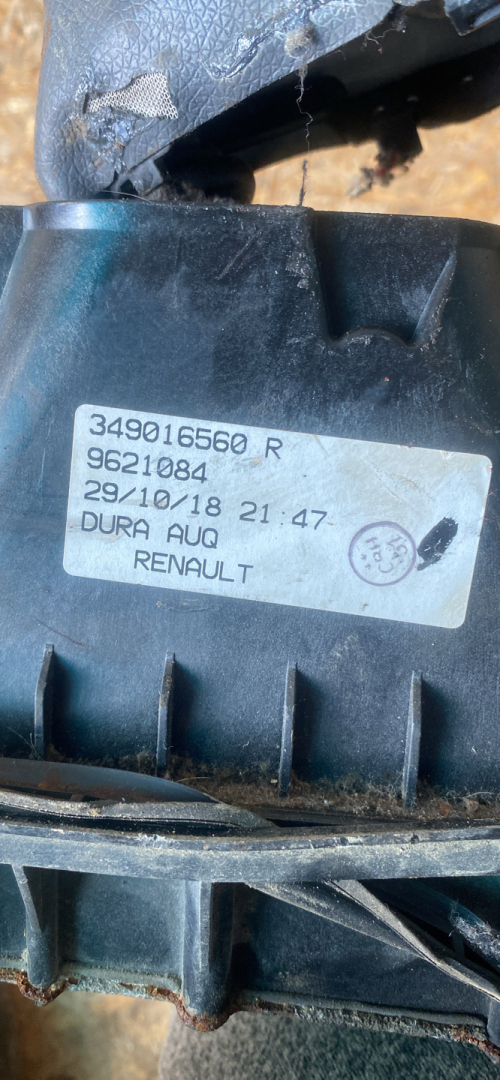 349016560 R
9621084
29/10/18 21:47
DURA AUQ
RENAULT